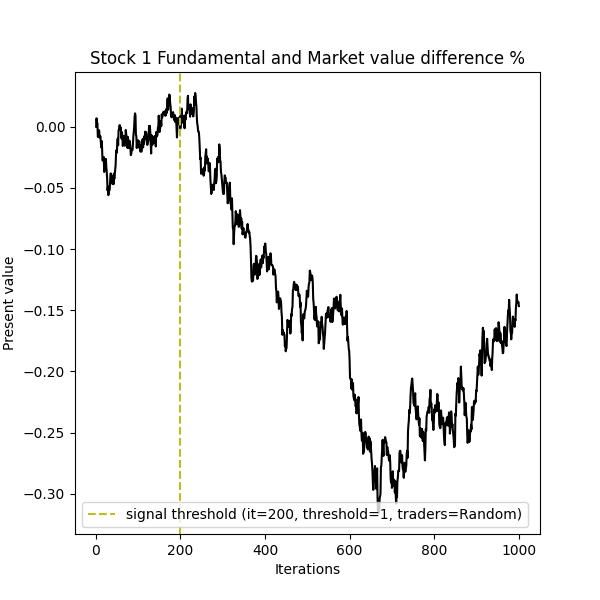 Stock 1 Fundamental and Market value difference %
Present value
0.00
−0.05
−0.10
−0.15
−0.20
−0.25
−0.30
signal threshold (it=200, threshold=1, traders=Random)
0 200 400 600 800 1000
Iterations